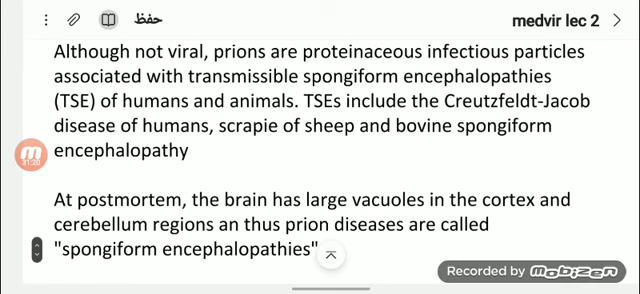 حفظ
medvir lec 2
Although not viral, prions are proteinaceous infectious particles
associated with transmissible spongiform encephalopathies
(TSE) of humans and animals. TSEs include the Creutzfeldt-Jacob
disease of humans, scrapie of sheep and bovine spongiform
encephalopathy
31:20
At postmortem, the brain has large vacuoles in the cortex and
cerebellum regions an thus prion diseases are called
"spongiform encephalopathies"
Recorded by mobizen